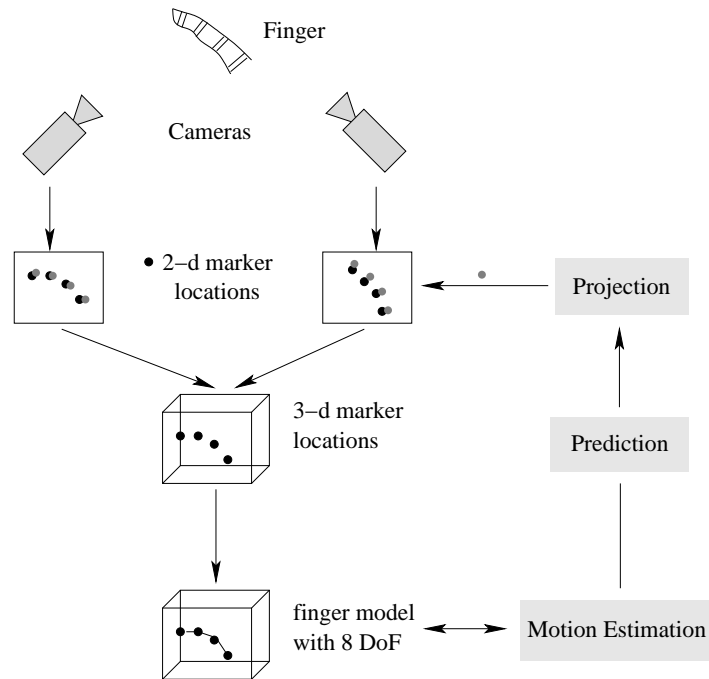 Finger
Cameras
2−d marker
locations
Projection
3−d marker
locations
Prediction
finger model
with 8 DoF
Motion Estimation